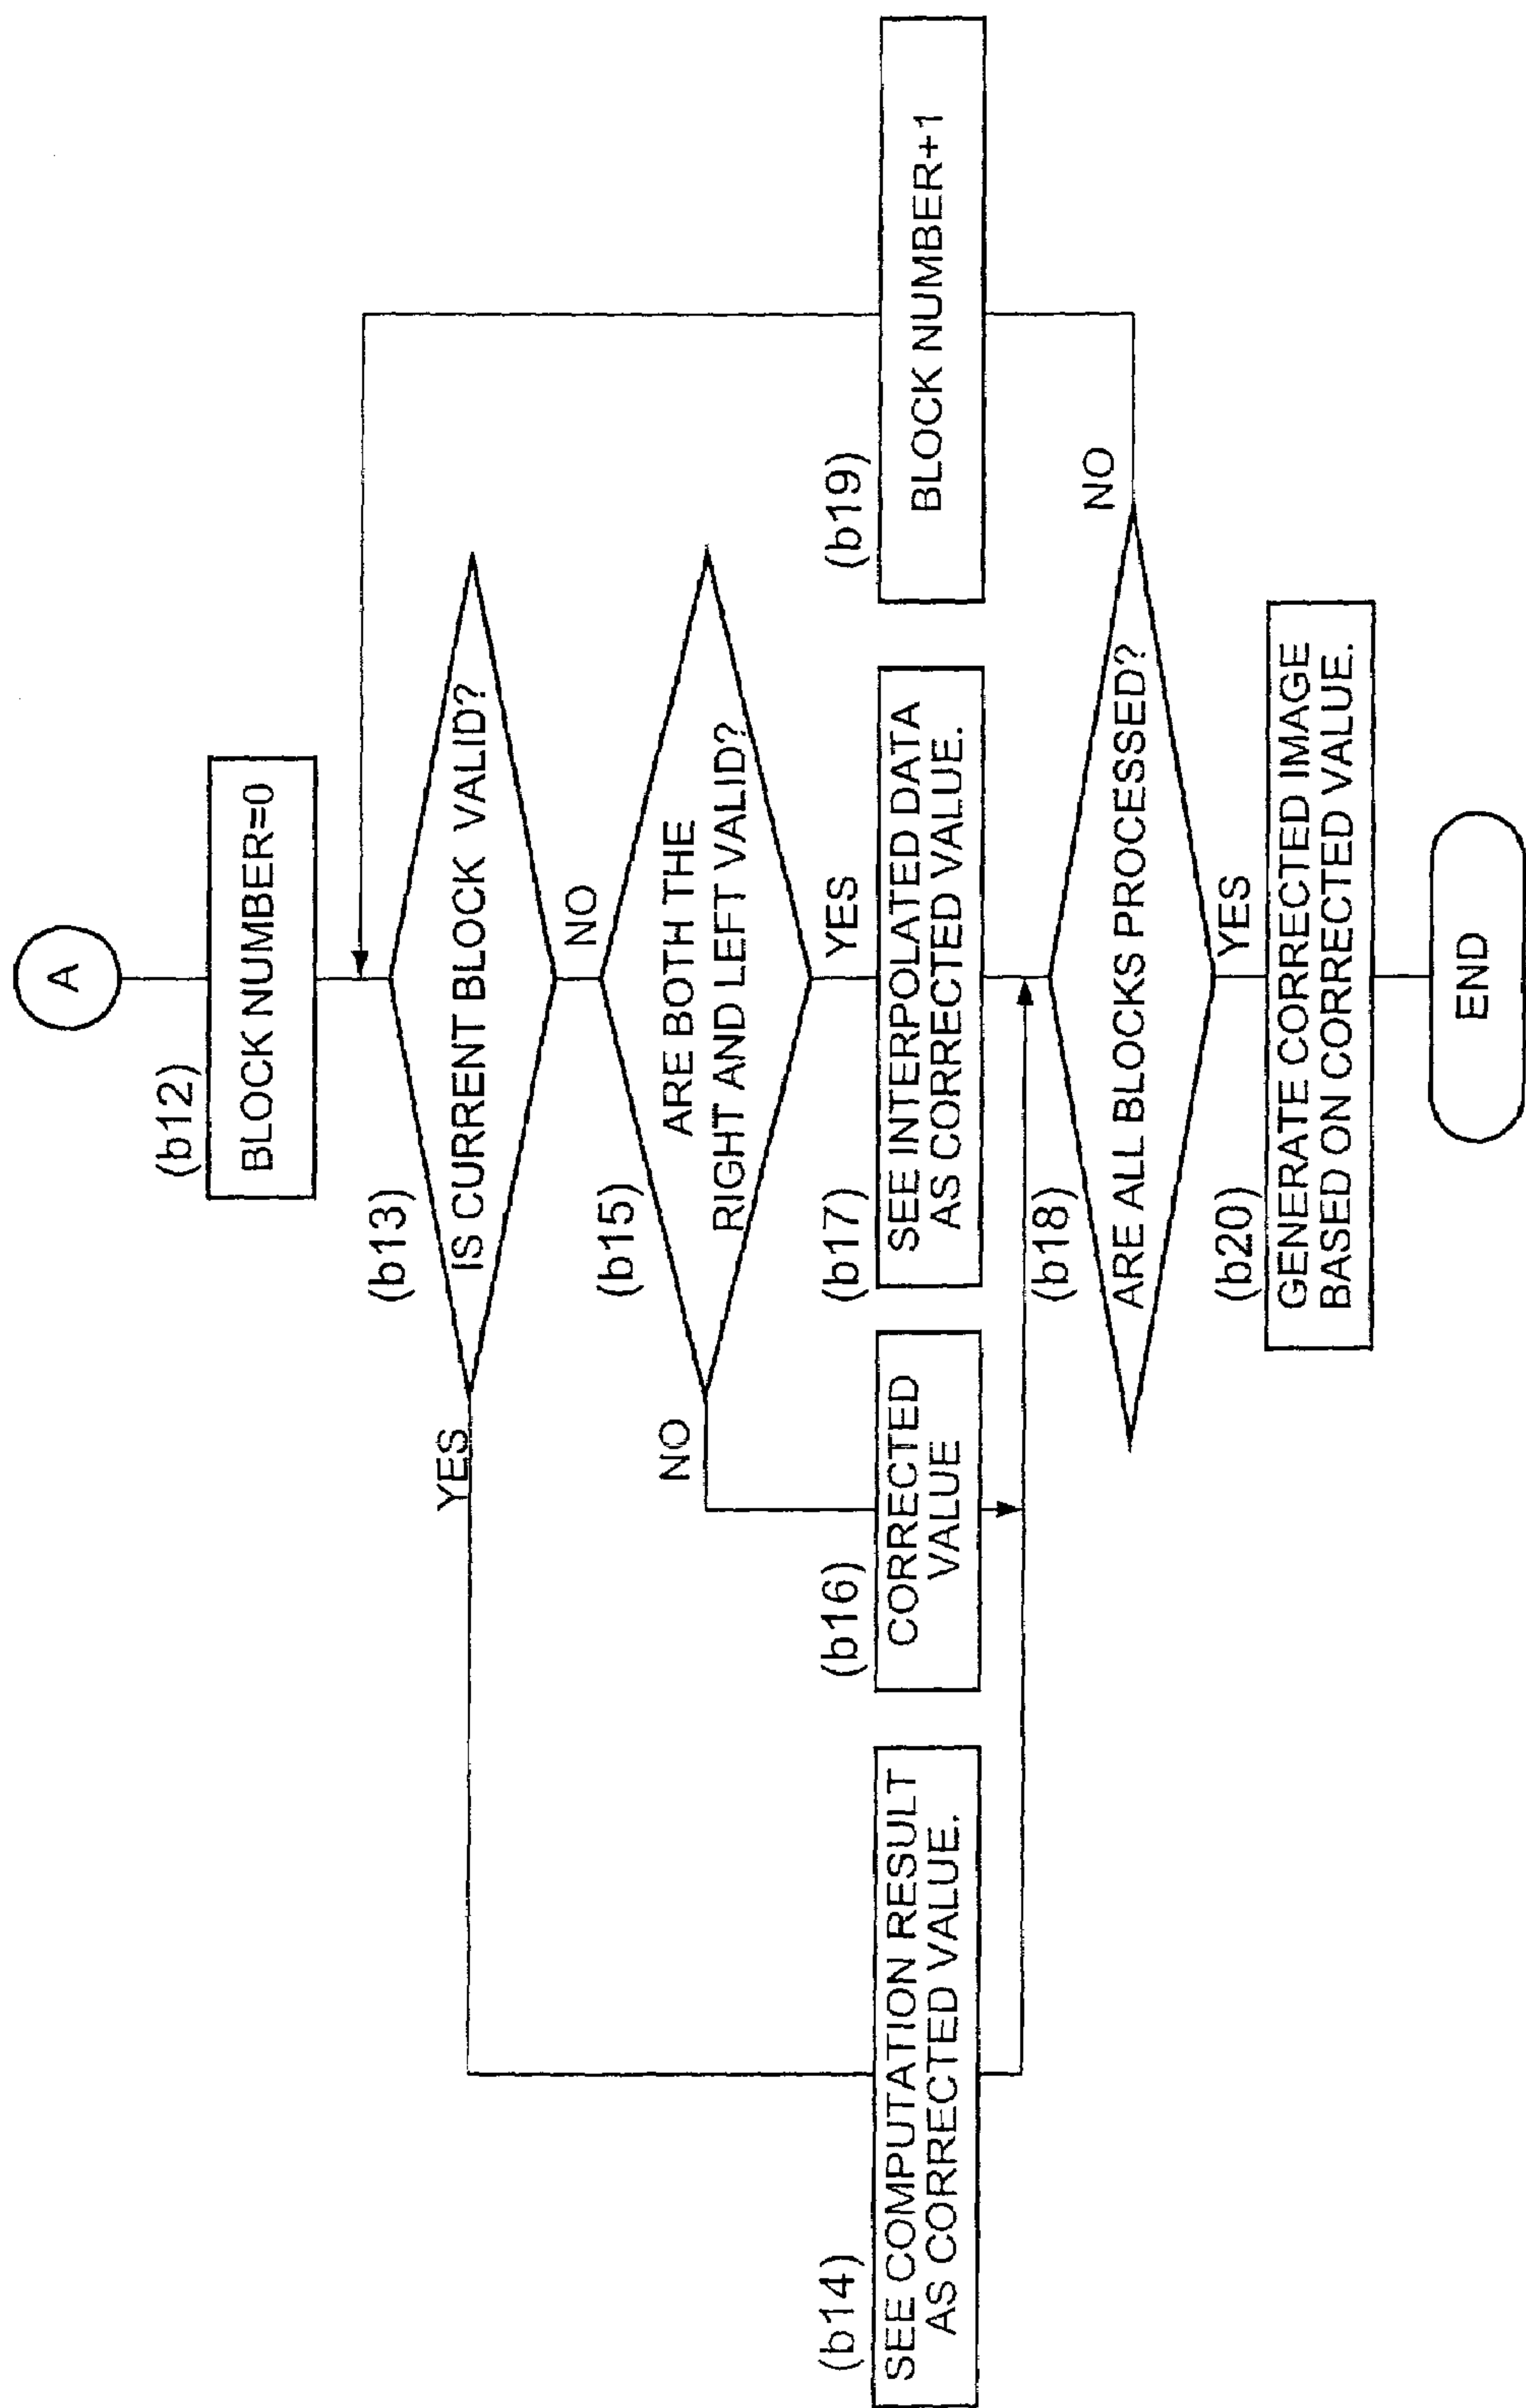 A
(b12)
BLOCK NUMBER=0
(b13)
IS CURRENT BLOCK VALID?
YES
NO
(b15)
ARE BOTH THE
RIGHT AND LEFT VALID?
NO
YES
(b14)
SEE COMPUTATION RESULT
AS CORRECTED VALUE.
(b16)
CORRECTED
VALUE
(b17)
SEE INTERPOLATED DATA
AS CORRECTED VALUE.
(b19)
BLOCK NUMBER+1
(b18)
ARE ALL BLOCKS PROCESSED?
NO
YES
(b20)
GENERATE CORRECTED IMAGE
BASED ON CORRECTED VALUE.
END